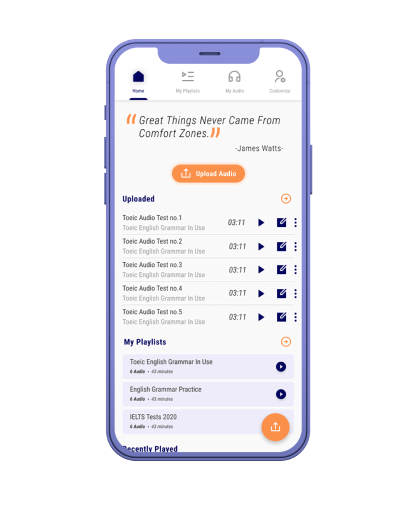 Home My Playlists My Audio Customize
Great Things Never Came From
Comfort Zones.
-James Watts-
Upload Audio
Uploaded
Toeic Audio Test no.1
Toeic English Grammar In Use
03:11
Toeic Audio Test no.2
Toeic English Grammar In Use
03:11
Toeic Audio Test no.3
Toeic English Grammar In Use
03:11
Toeic Audio Test no.4
Toeic English Grammar In Use
03:11
Toeic Audio Test no.5
Toeic English Grammar In Use
03:11
My Playlists
Toeic English Grammar In Use
6 Audio • 43 minutes
English Grammar Practice
6 Audio • 43 minutes
IELTS Tests 2020
6 Audio • 43 minutes
Recently Played